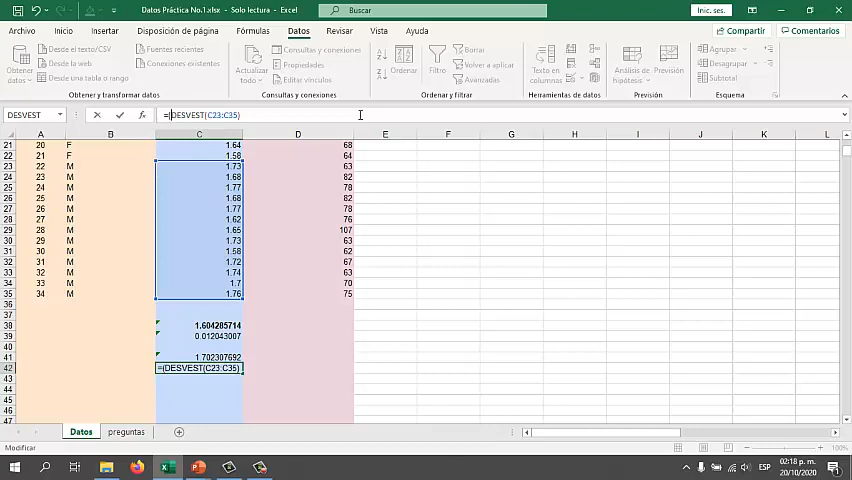 Datos Práctica No.1.xlsx - Solo lectura - Excel
Buscar
Inic. ses.
Archivo Inicio Insertar Disposición de página Fórmulas Datos Revisar Vista Ayuda
Compartir Comentarios
Obtener datos
Desde el texto/CSV
Desde la web
Desde una tabla o rango
Fuentes recientes
Conexiones existentes
Obtener y transformar datos
Actualizar todo
Consultas y conexiones
Propiedades
Editar vínculos
Consultas y conexiones
Ordenar
Filtro
Borrar
Volver a aplicar
Avanzadas
Ordenar y filtrar
Texto en columnas
Herramientas de datos
Análisis de hipótesis
Previsión
Previsión
Agrupar
Desagrupar
Subtotal
Esquema
DESVEST
fx
=(DESVEST(C23:C35)
A B C D E F G H I J K L
21 20 F 1.64 68
22 21 F 1.58 64
23 22 M 1.73 63
24 23 M 1.68 82
25 24 M 1.77 78
26 25 M 1.68 82
27 26 M 1.77 78
28 27 M 1.62 76
29 28 M 1.65 107
30 29 M 1.73 63
31 30 M 1.58 62
32 31 M 1.72 67
33 32 M 1.74 63
34 33 M 1.7 70
35 34 M 1.76 75
36
37
38 1.604285714
39 0.012043007
40
41 1.702307692
42 =(DESVEST(C23:C35)
43
44
45
46
47
Datos preguntas
Modificar
100%
ESP
02:18 p. m.
20/10/2020